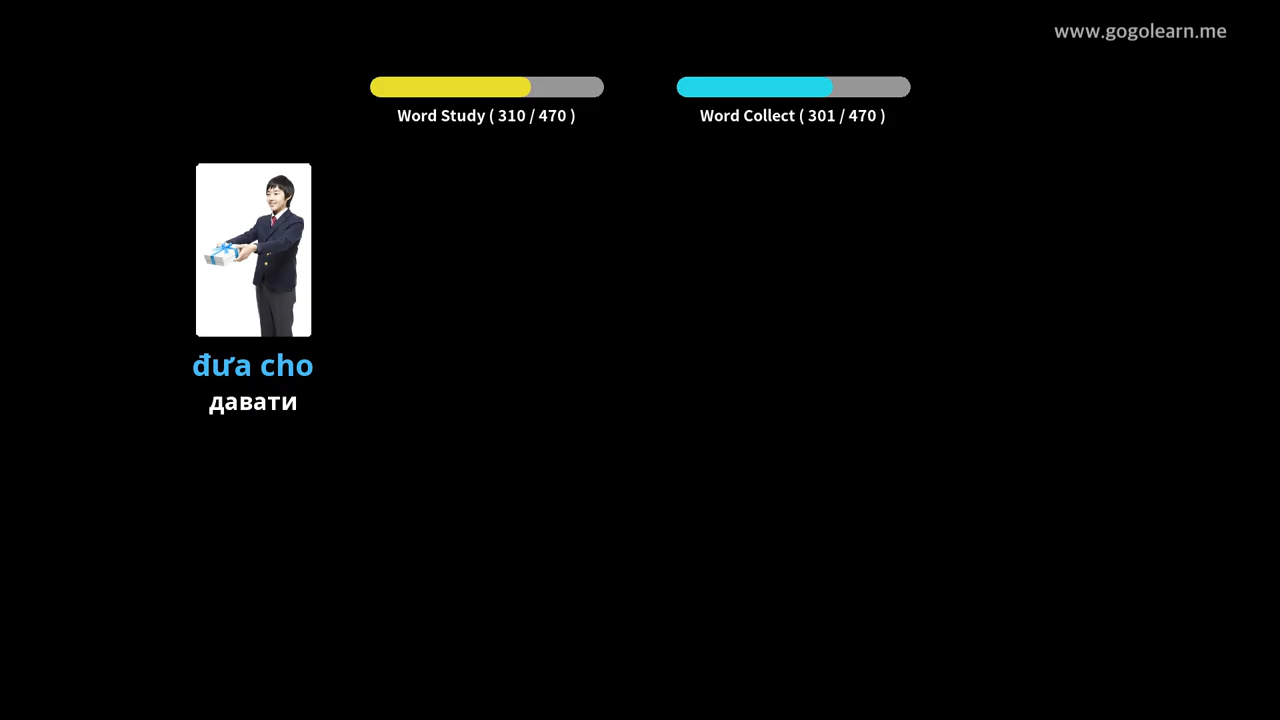 www.gogolearn.me
Word Study ( 310 / 470 )
Word Collect ( 301 / 470 )
đưa cho
давати